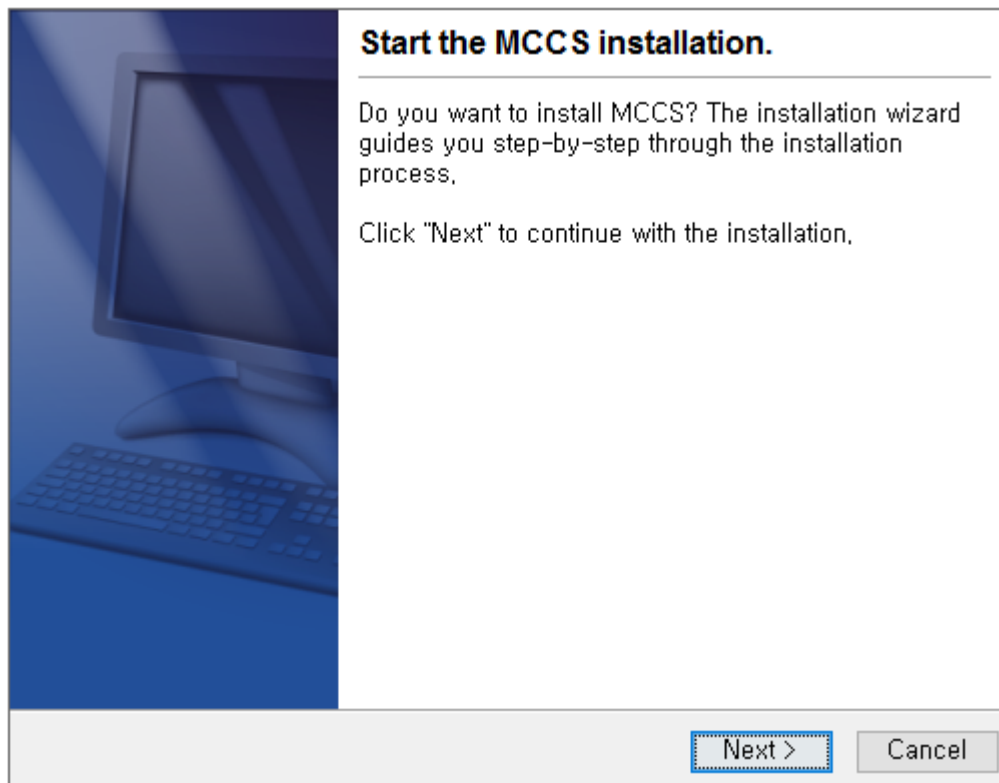 Start the MCCS installation.
Do you want to install MCCS? The installation wizard
guides you step-by-step through the installation
process.
Click "Next" to continue with the installation.
Next >
Cancel